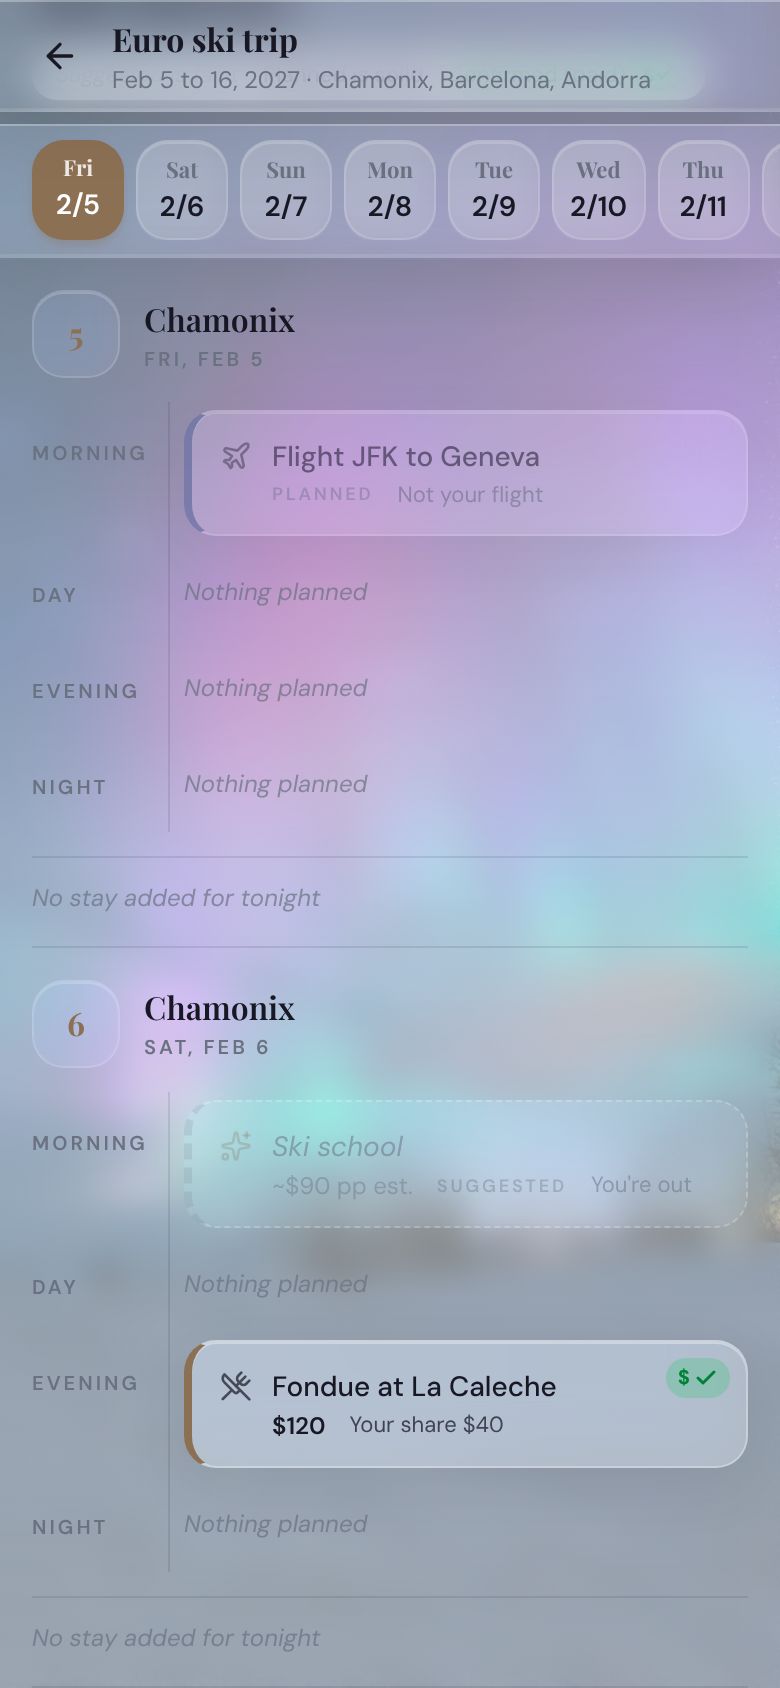 Euro ski trip
Feb 5 to 16, 2027 · Chamonix, Barcelona, Andorra
Fri Sat Sun Mon Tue Wed Thu
2/5 2/6 2/7 2/8 2/9 2/10 2/11
5 Chamonix
FRI, FEB 5
MORNING Flight JFK to Geneva
PLANNED Not your flight
DAY Nothing planned
EVENING Nothing planned
NIGHT Nothing planned
No stay added for tonight
6 Chamonix
SAT, FEB 6
MORNING Ski school
~$90 pp est. SUGGESTED You're out
DAY Nothing planned
EVENING Fondue at La Caleche $ ✓
$120 Your share $40
NIGHT Nothing planned
No stay added for tonight